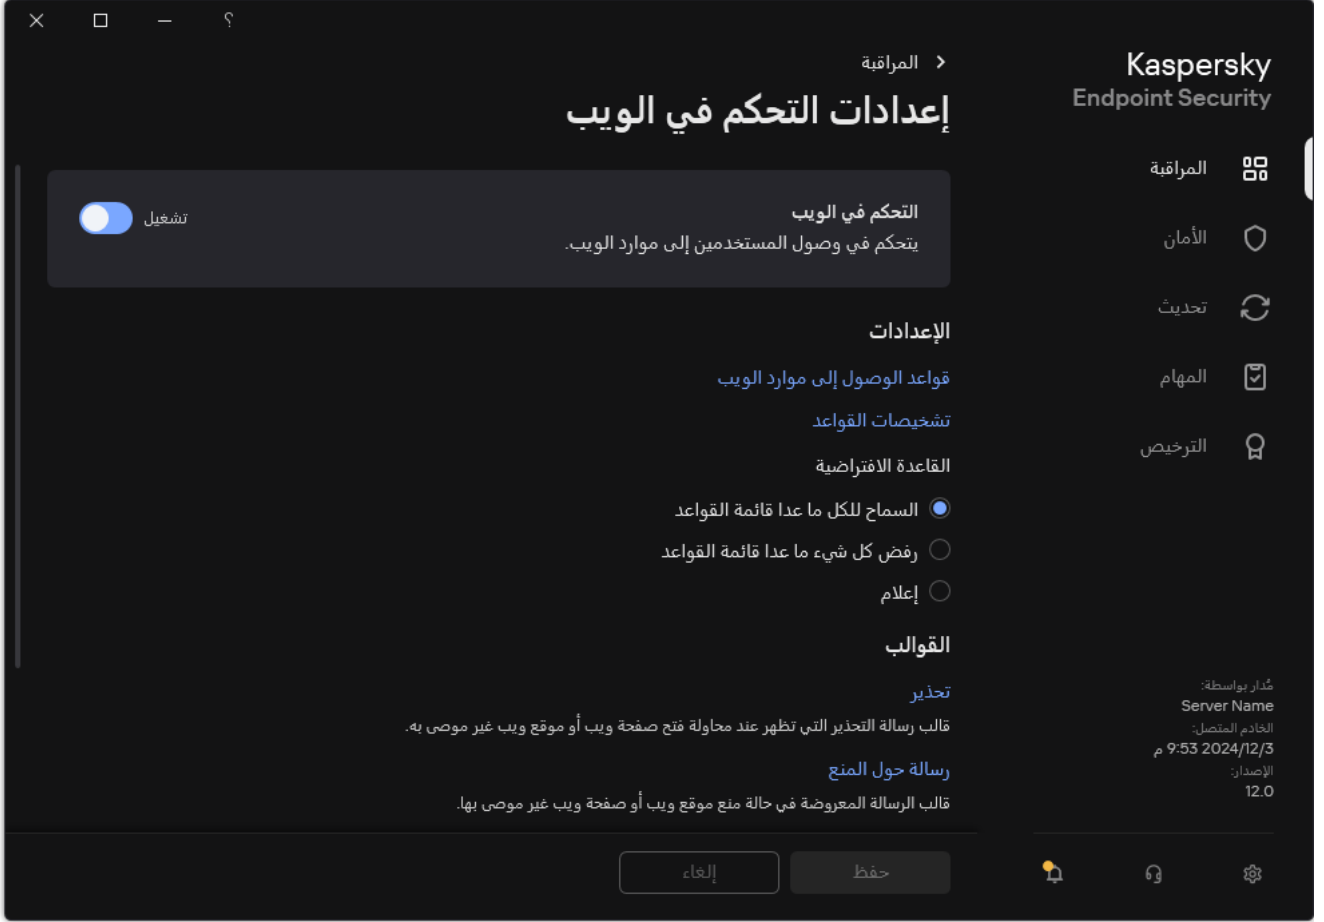 Kaspersky
Endpoint Security
المراقبة
الأمان
تحديث
المهام
الترخيص
مُدار بواسطة:
Server Name
الخادم المتصل:
2024/12/3 9:53 م
الإصدار:
12.0
؟
المراقبة
إعدادات التحكم في الويب
التحكم في الويب
يتحكم في وصول المستخدمين إلى موارد الويب.
تشغيل
الإعدادات
قواعد الوصول إلى موارد الويب
تشخيصات القواعد
القاعدة الافتراضية
السماح للكل ما عدا قائمة القواعد
رفض كل شيء ما عدا قائمة القواعد
إعلام
القوالب
تحذير
قالب رسالة التحذير التي تظهر عند محاولة فتح صفحة ويب أو موقع ويب غير موصى به.
رسالة حول المنع
قالب الرسالة المعروضة في حالة منع موقع ويب أو صفحة ويب غير موصى بها.
حفظ
إلغاء